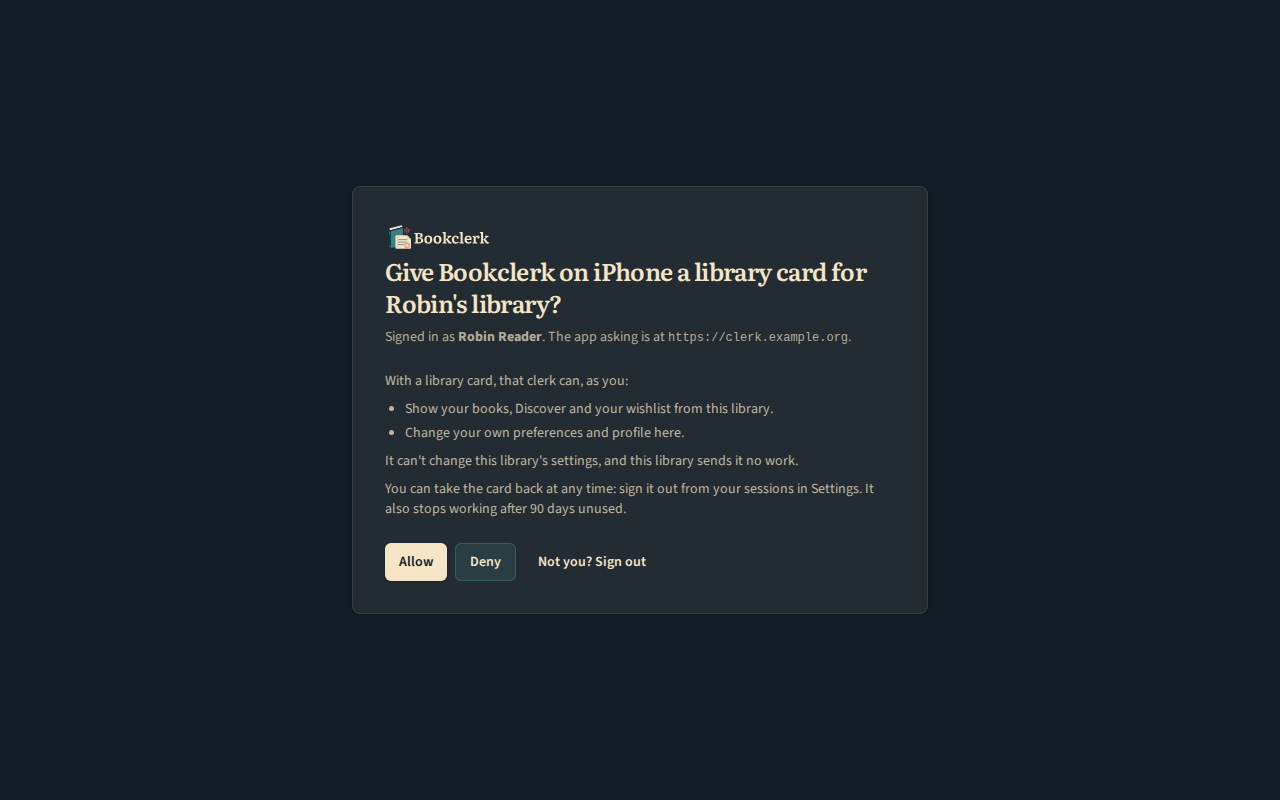 Bookclerk
Give Bookclerk on iPhone a library card for
Robin's library?
Signed in as Robin Reader. The app asking is at https://clerk.example.org.
With a library card, that clerk can, as you:
• Show your books, Discover and your wishlist from this library.
• Change your own preferences and profile here.
It can't change this library's settings, and this library sends it no work.
You can take the card back at any time: sign it out from your sessions in Settings. It
also stops working after 90 days unused.
Allow Deny Not you? Sign out